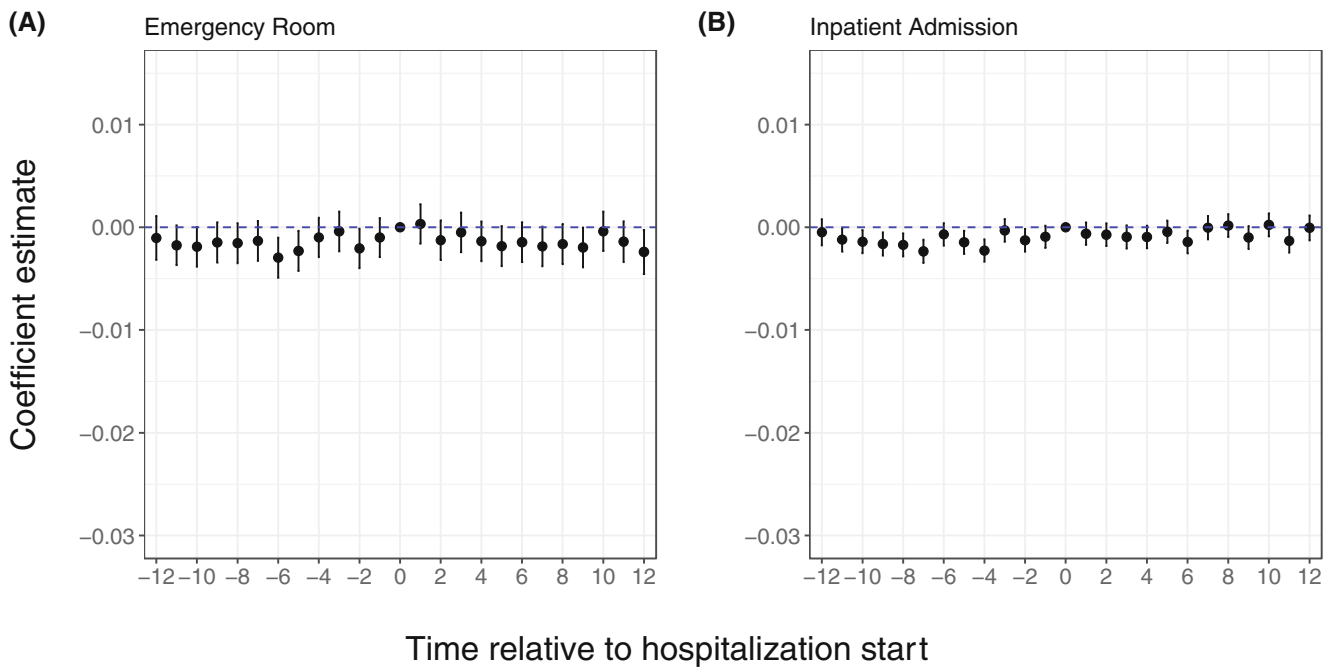 (A) Emergency Room
(B) Inpatient Admission
Coefficient estimate
0.01
0.00
−0.01
−0.02
−0.03
0.01
0.00
−0.01
−0.02
−0.03
−12 −10 −8 −6 −4 −2 0 2 4 6 8 10 12
−12 −10 −8 −6 −4 −2 0 2 4 6 8 10 12
Time relative to hospitalization start